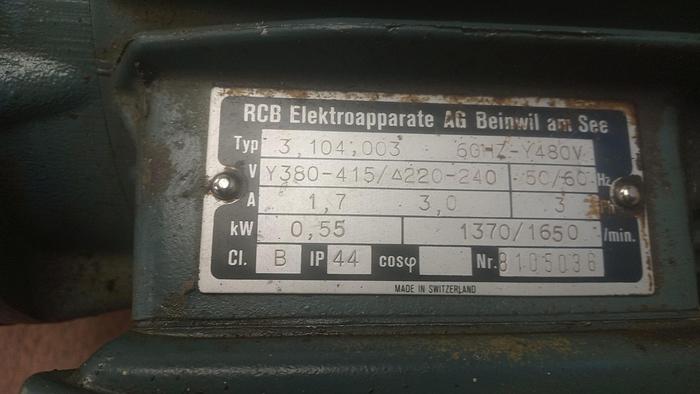 RCB Elektroapparate AG Beinwil am See
Typ 3,104,003 60HZ-Y480V
V Y380-415/△220-240 50/60 Hz
A 1,7 3,0 3
kW 0,55 1370/1650 /min.
Cl. B IP 44 cosφ Nr. 8105036
MADE IN SWITZERLAND